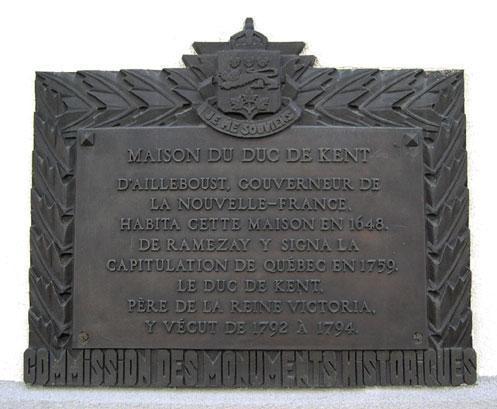 JE ME SOUVIENS
MAISON DU DUC DE KENT
D'AILLEBOUST, GOUVERNEUR DE
LA NOUVELLE-FRANCE,
HABITA CETTE MAISON EN 1648.
DE RAMEZAY Y SIGNA LA
CAPITULATION DE QUÉBEC EN 1759.
LE DUC DE KENT,
PÈRE DE LA REINE VICTORIA,
Y VÉCUT DE 1792 À 1794.
COMMISSION DES MONUMENTS HISTORIQUES